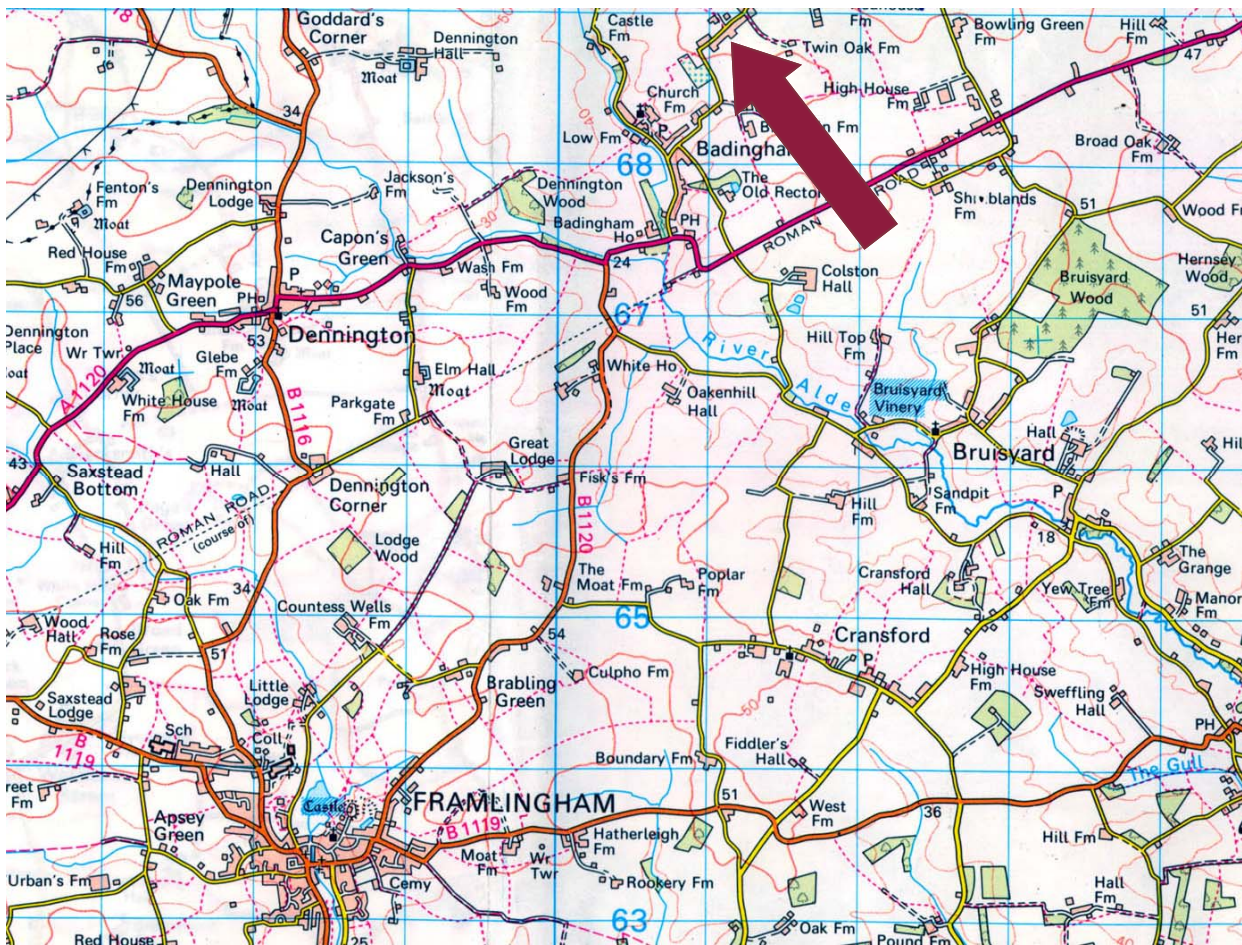 Goddard's
Corner
Castle
Fm
Fm
Bowling Green
Fm
Hill
Fm
47
50
18
Dennington
Hall
Moat
Twin Oak Fm
34
Church
Fm
P
High House
Fm
40
Low Fm
Badingham
Broad Oak
Fm
68
Fenton's
Fm
Moat
Dennington
Lodge
Jackson's
Fm
Dennington
Wood
The
Old Rectory
ROMAN ROAD
Shrublands
Fm
51
Wood Fm
30
Badingham
Ho
PH
Red House
Fm
Capon's
Green
24
Wash Fm
Colston
Hall
Bruisyard
Wood
Hernsey
Wood
Maypole
Green
56
P
PH
Wood
Fm
67
51
Dennington
Place
Dennington
53
River Alde
Hill Top
Fm
Her
Fm
Wr Twr
Moat
Glebe
Fm
White Ho
Elm Hall
Moat
Oakenhill
Hall
Bruisyard
Vinery
A1120
White House
Fm
Moat
B1116
Parkgate
Fm
Great
Lodge
Hall
Bruisyard
43
Saxstead
Bottom
Hall
Dennington
Corner
Fisk's Fm
Hill
Fm
Sandpit
Fm
P
ROMAN ROAD
(course of)
B1120
18
Hill
Fm
Lodge
Wood
The
Grange
34
Oak Fm
The
Moat Fm
Poplar
Fm
Cransford
Hall
Yew Tree
Fm
Manor
Fm
Countess Wells
Fm
65
Wood
Hall
Rose
Fm
51
54
Cransford
P
Culpho Fm
High House
Fm
Saxstead
Lodge
Little
Lodge
Brabling
Green
50
Sweffling
Hall
PH
B
1119
Sch
Coll
Boundary Fm
Fiddler's
Hall
The Gull
Fm
Castle
FRAMLINGHAM
51
West
Fm
36
Apsey
Green
B1119
Moat
Fm
Wr
Twr
Hatherleigh
Fm
Hill Fm
Urban's Fm
Cemy
Rookery Fm
Hall
Fm
63
Red House
25
Oak Fm
Pound Fm
40